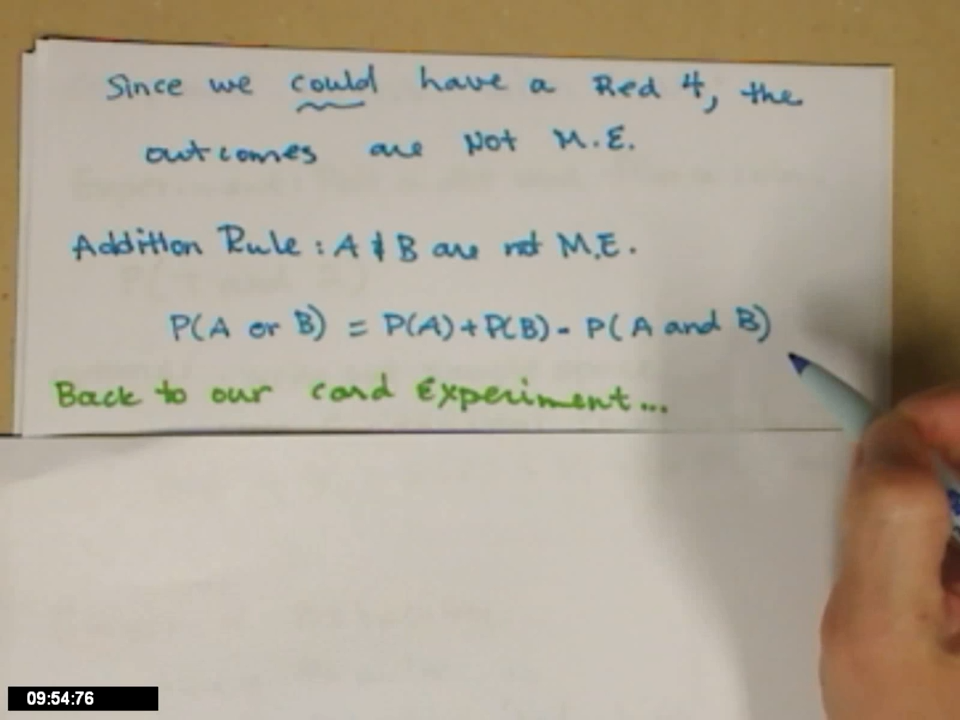 Since we could have a Red 4, the
outcomes are Not M.E.
Addition Rule: A & B are not M.E.
P(A or B) = P(A)+P(B)- P(A and B)
Back to our card Experiment...
09:54:76